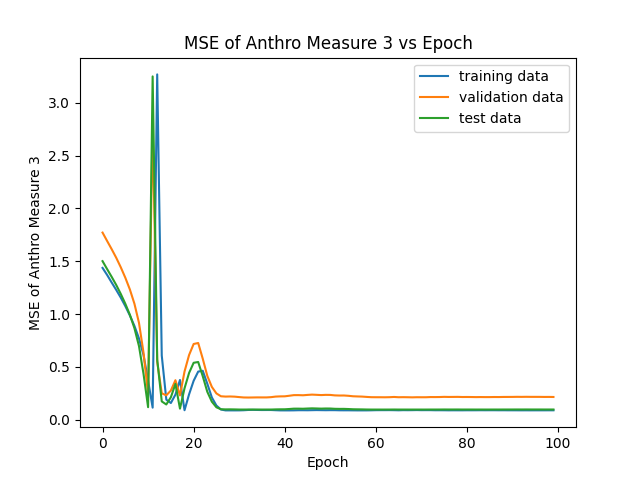 MSE of Anthro Measure 3 vs Epoch
training data
validation data
test data
MSE of Anthro Measure 3
3.0
2.5
2.0
1.5
1.0
0.5
0.0
0
20
40
60
80
100
Epoch